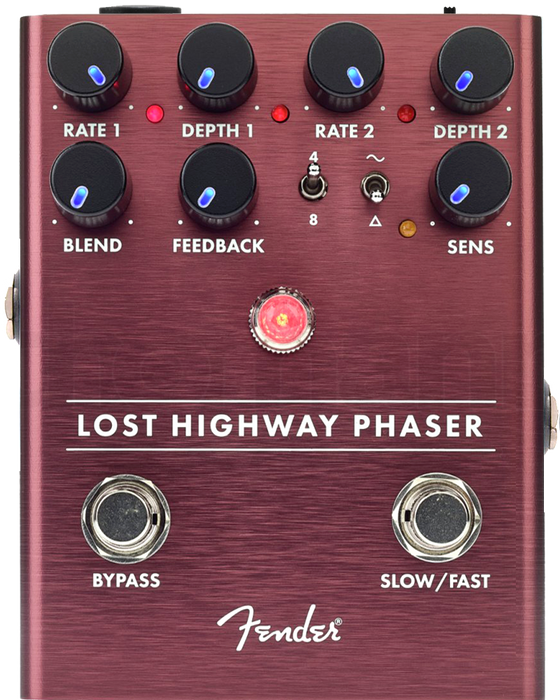 RATE 1 DEPTH 1 RATE 2 DEPTH 2
4
8
BLEND FEEDBACK SENS
LOST HIGHWAY PHASER
BYPASS SLOW/FAST
Fender®